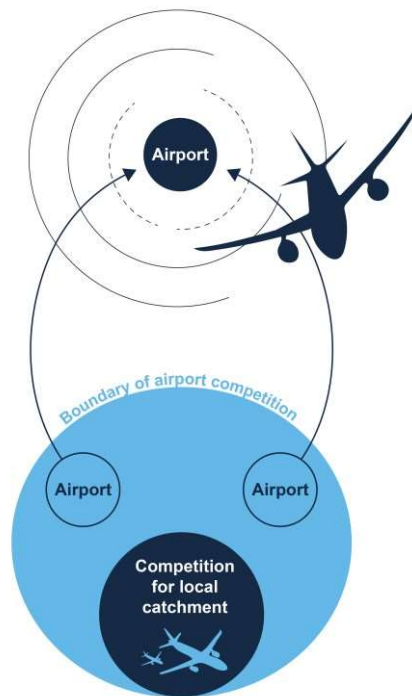 Airport
Boundary of airport competition
Airport
Airport
Competition
for local
catchment